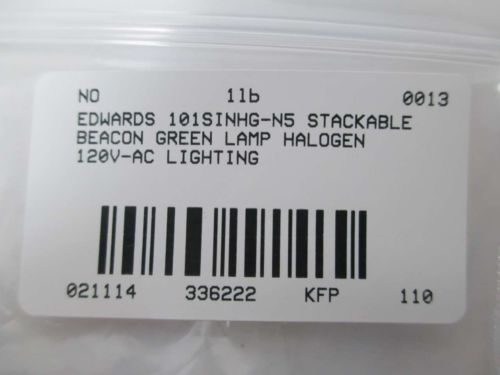 NO 1lb 0013
EDWARDS 101SINHG-N5 STACKABLE
BEACON GREEN LAMP HALOGEN
120V-AC LIGHTING
021114 336222 KFP 110